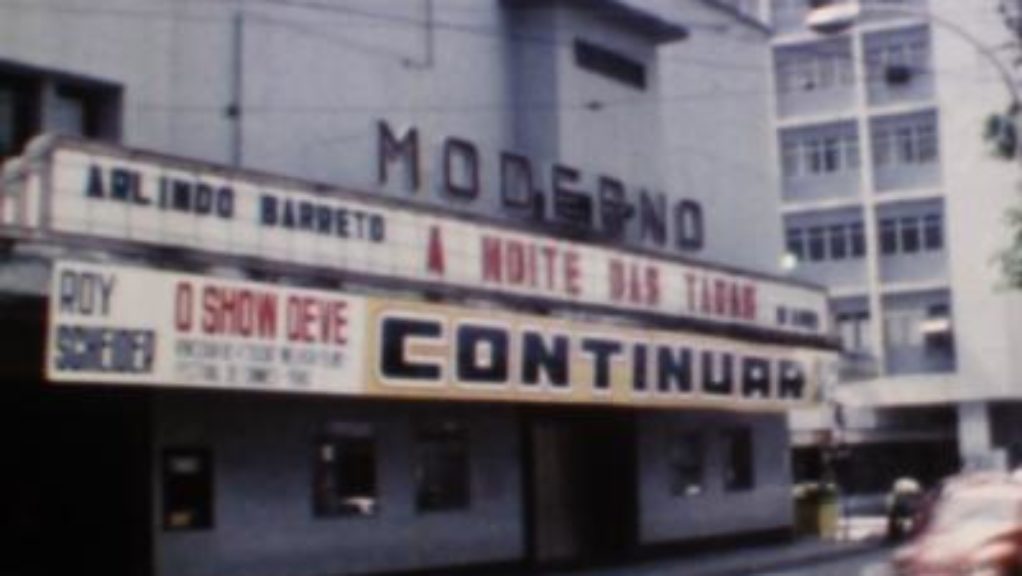 MODERNO
ARLINDO BARRETO A NOITE DAS TARAS
ROY SCHEIDER
O SHOW DEVE
CONTINUAR